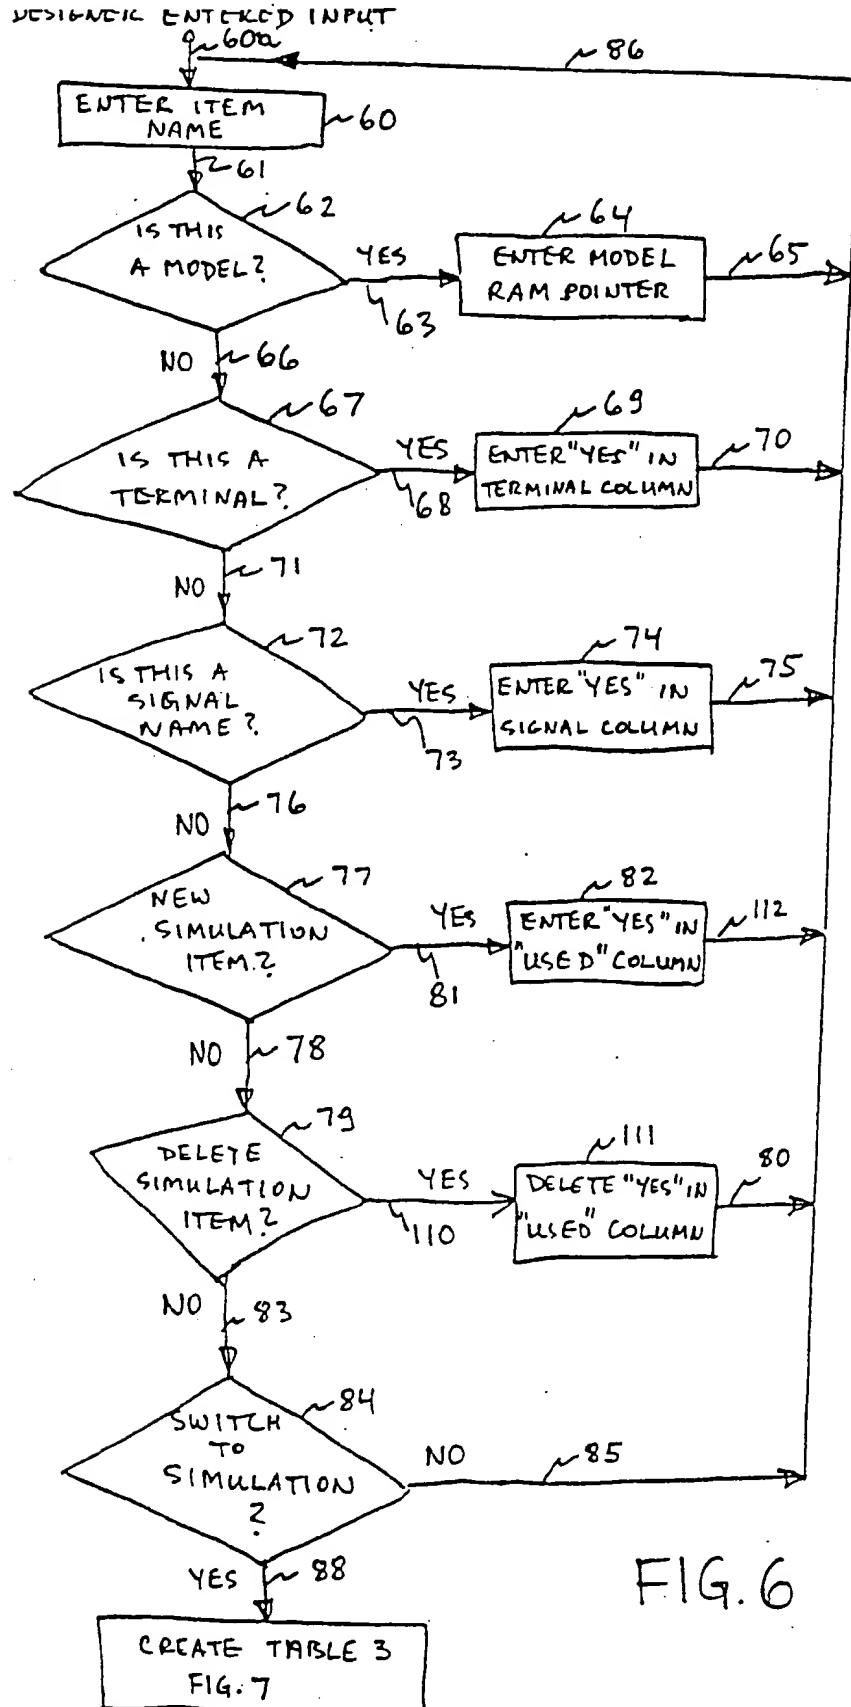 DESIGNER ENTERED INPUT
60a
86
ENTER ITEM
NAME
60
61
62
IS THIS
A MODEL?
YES
63
64
ENTER MODEL
RAM POINTER
65
NO
66
67
IS THIS A
TERMINAL?
YES
68
69
ENTER "YES" IN
TERMINAL COLUMN
70
NO
71
72
IS THIS A
SIGNAL
NAME?
YES
73
74
ENTER "YES" IN
SIGNAL COLUMN
75
NO
76
77
NEW
SIMULATION
ITEM?
YES
81
82
ENTER "YES" IN
"USED" COLUMN
112
NO
78
79
DELETE
SIMULATION
ITEM?
YES
110
111
DELETE "YES" IN
"USED" COLUMN
80
NO
83
84
SWITCH
TO
SIMULATION
?
NO
85
YES
88
FIG. 6
CREATE TABLE 3
FIG. 7